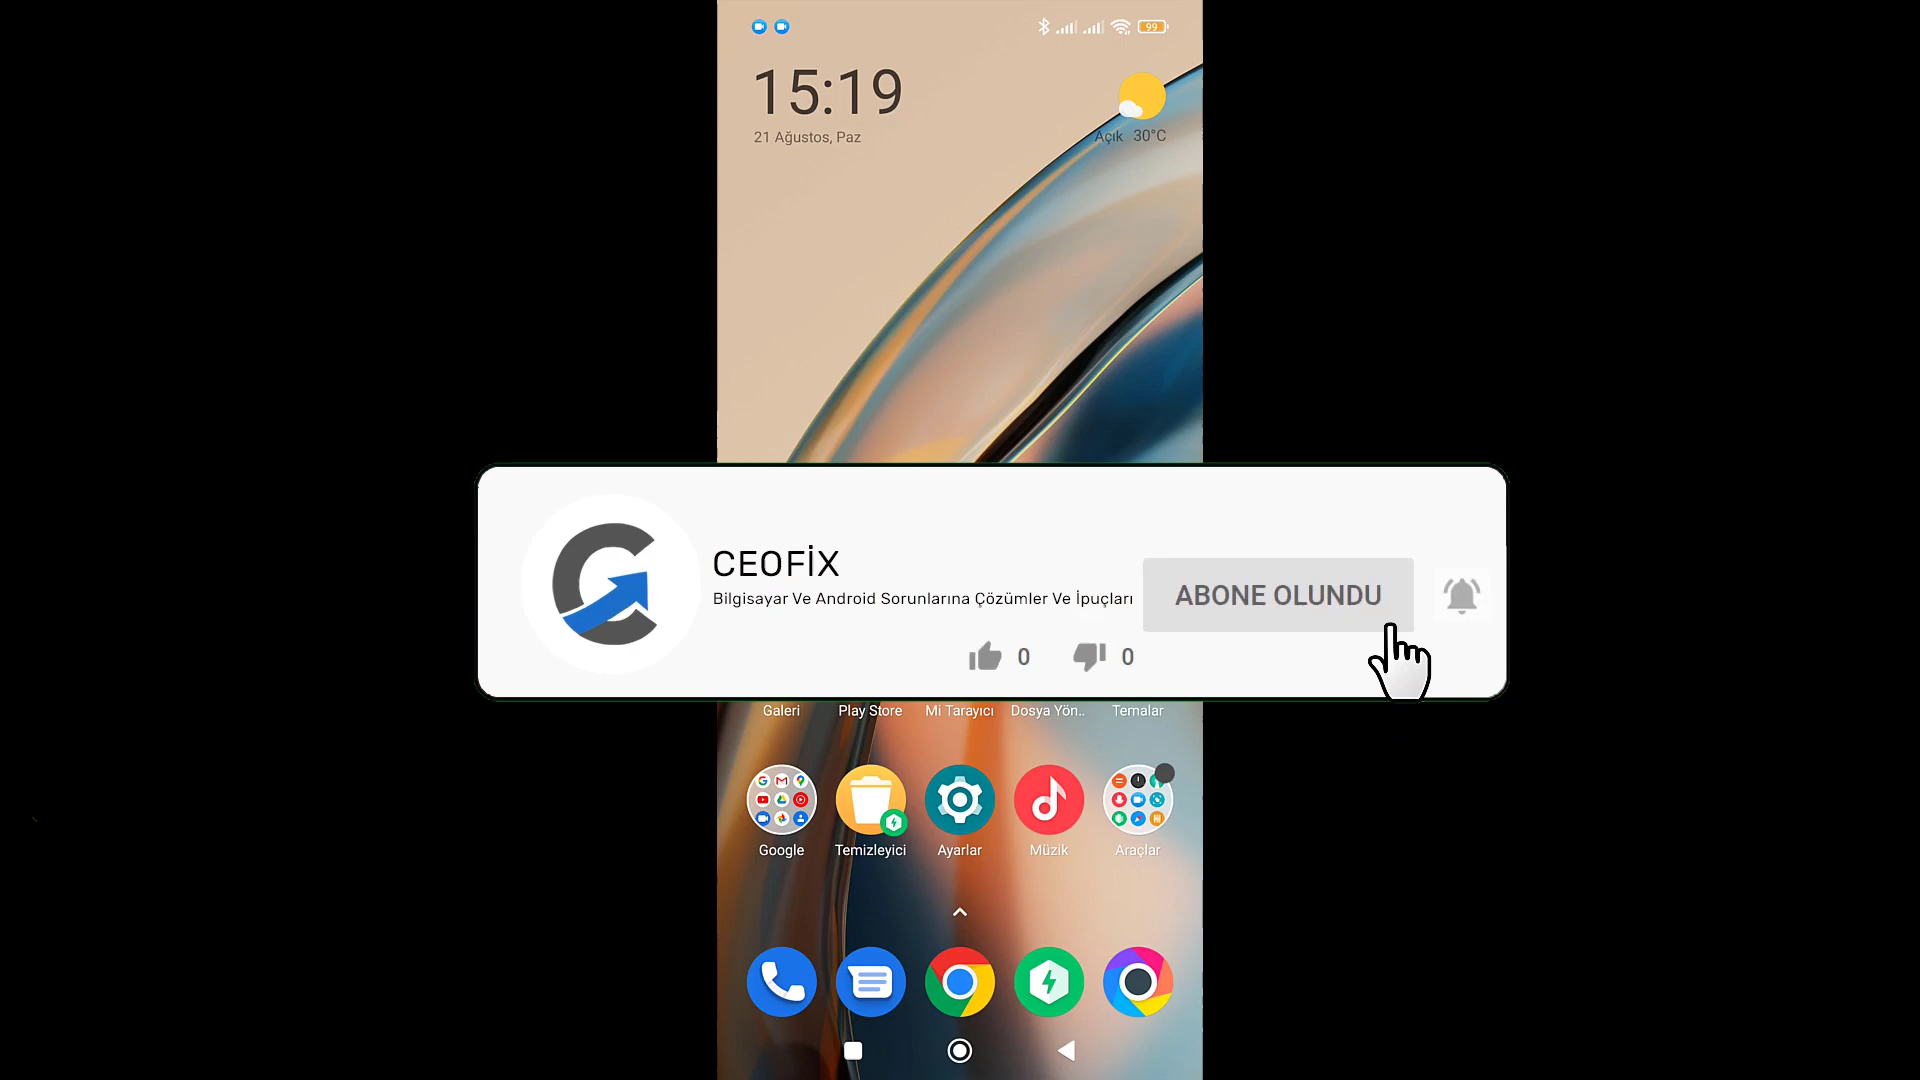 99
15:19
21 Ağustos, Paz
Açık 30°C
CEOFİX
Bilgisayar Ve Android Sorunlarına Çözümler Ve İpuçları
ABONE OLUNDU
0 0
Galeri Play Store Mi Tarayıcı Dosya Yön.. Temalar
Google Temizleyici Ayarlar Müzik Araçlar